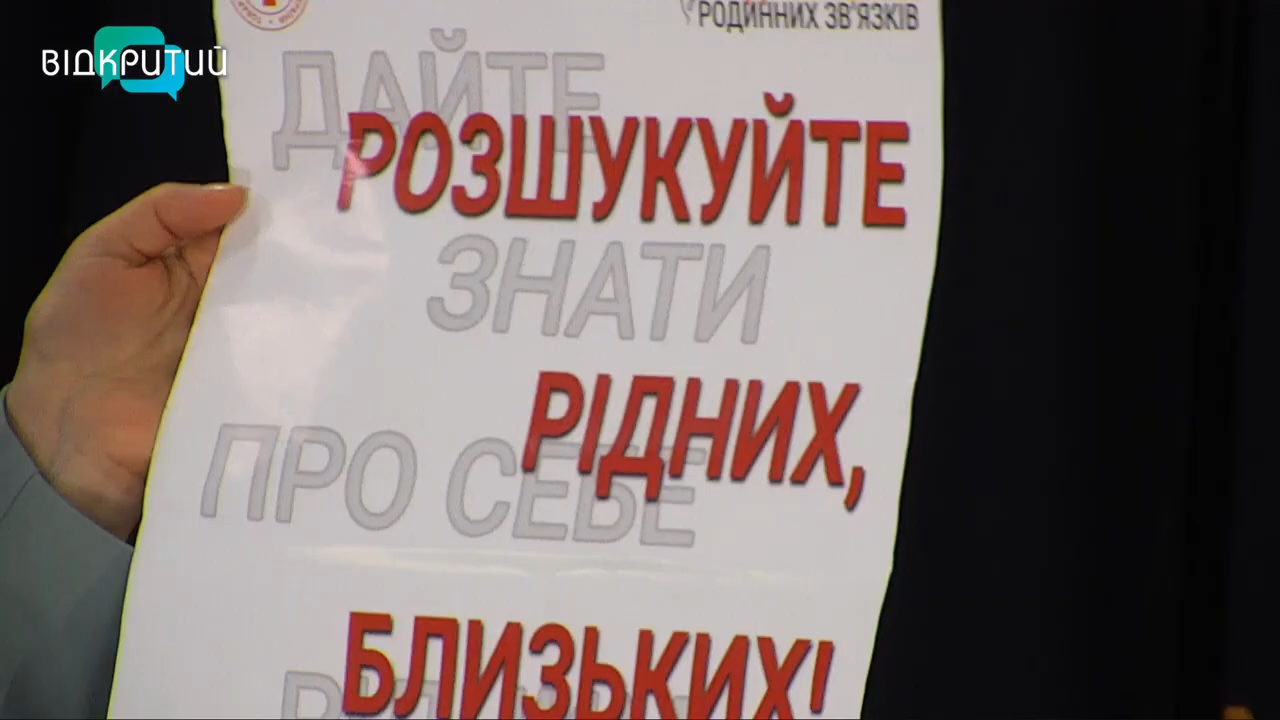 ВІДКРИТИЙ
РОДИННИХ ЗВ'ЯЗКІВ
ДАЙТЕ
РОЗШУКУЙТЕ
ЗНАТИ
РІДНИХ,
ПРО СЕБЕ
БЛИЗЬКИХ!